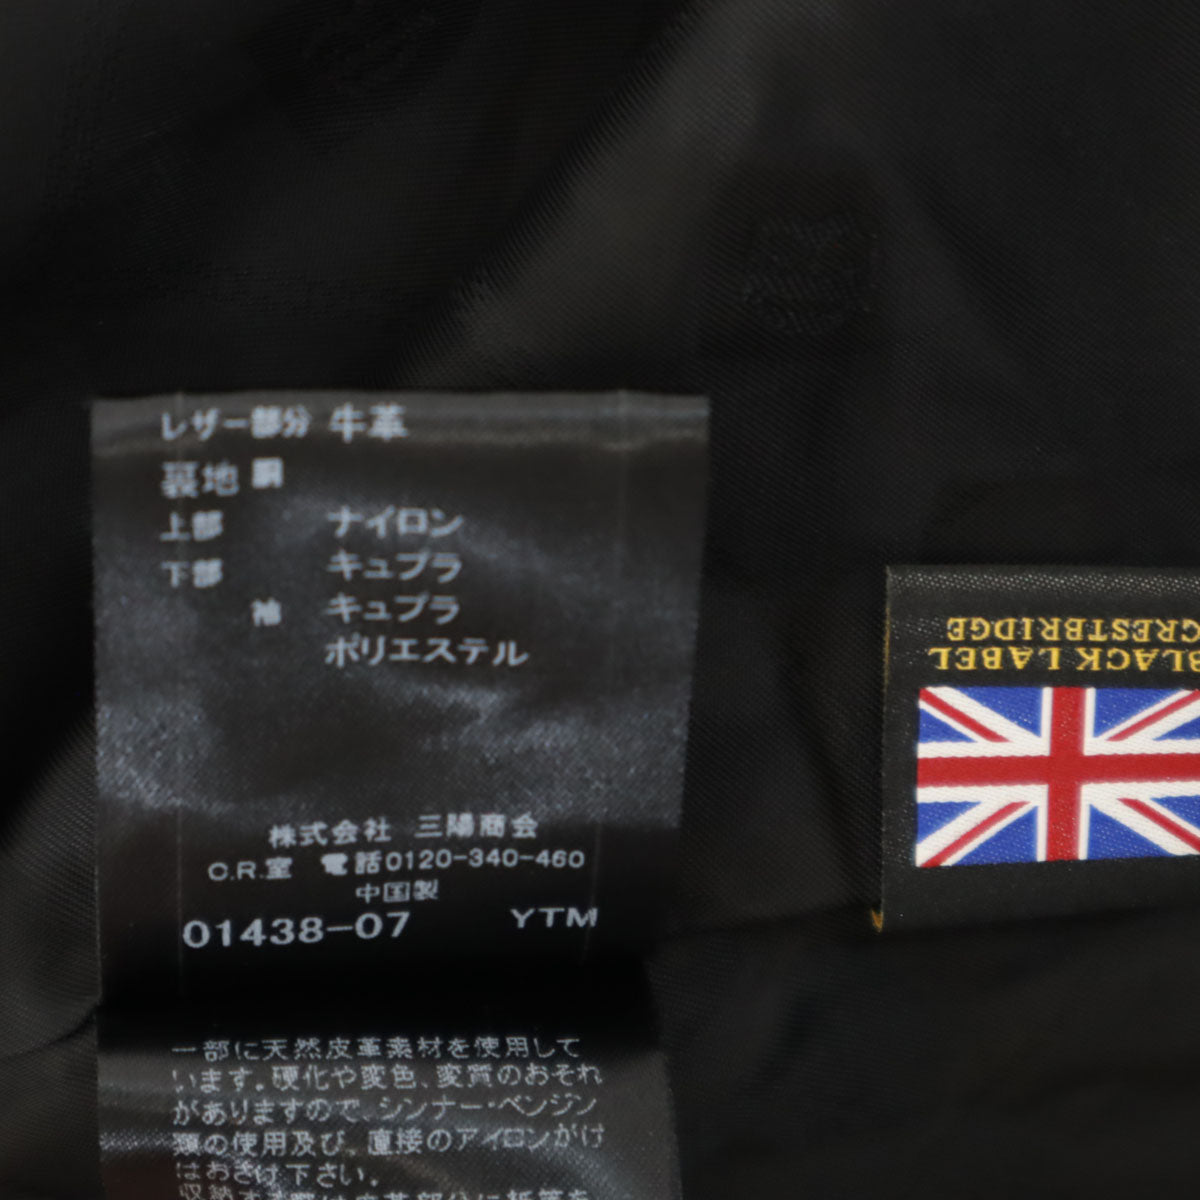 レザー部分 牛革
裏地 胴
上部 ナイロン
下部 キュプラ
袖 キュプラ
ポリエステル
株式会社 三陽商会
C.R.室 電話0120-340-460
中国製
01438-07 YTM
一部に天然皮革素材を使用して
います。硬化や変色、変質のおそれ
がありますので、シンナー・ベンジン
類の使用及び、直接のアイロンがけ
はおさけ下さい。
BLACK LABEL
CRESTBRIDGE